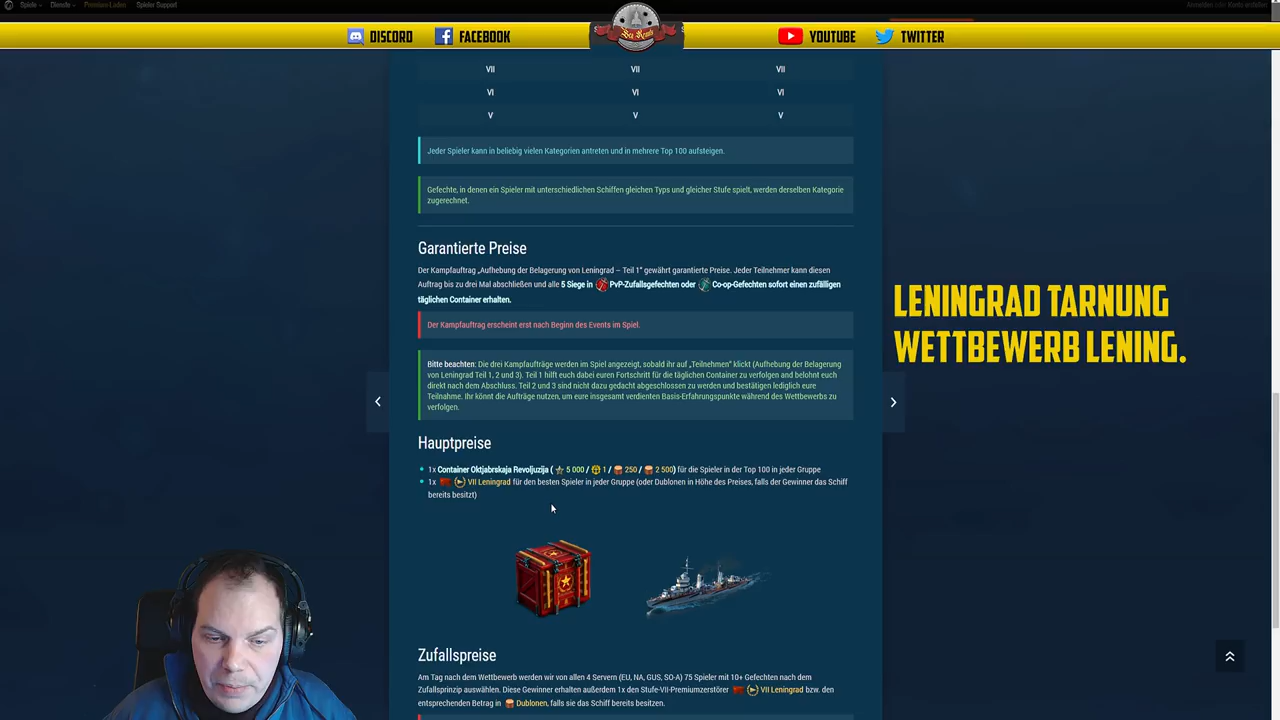 Spiele Dienste Premium-Laden Spieler Support
Anmelden oder Konto erstellen
DISCORD FACEBOOK YOUTUBE TWITTER
VII VII VII
VI VI VI
V V V
Jeder Spieler kann in beliebig vielen Kategorien antreten und in mehrere Top 100 aufsteigen.
Gefechte, in denen ein Spieler mit unterschiedlichen Schiffen gleichen Typs und gleicher Stufe spielt, werden derselben Kategorie
zugerechnet.
Garantierte Preise
Der Kampfauftrag „Aufhebung der Belagerung von Leningrad – Teil 1" gewährt garantierte Preise. Jeder Teilnehmer kann diesen
Auftrag bis zu drei Mal abschließen und alle 5 Siege in PvP-Zufallsgefechten oder Co-op-Gefechten sofort einen zufälligen
täglichen Container erhalten.
Der Kampfauftrag erscheint erst nach Beginn des Events im Spiel.
Bitte beachten: Die drei Kampfaufträge werden im Spiel angezeigt, sobald ihr auf „Teilnehmen" klickt (Aufhebung der Belagerung
von Leningrad Teil 1, 2 und 3). Teil 1 hilft euch dabei euren Fortschritt für die täglichen Container zu verfolgen und belohnt euch
direkt nach dem Abschluss. Teil 2 und 3 sind nicht dazu gedacht abgeschlossen zu werden und bestätigen lediglich eure
Teilnahme. Ihr könnt die Aufträge nutzen, um eure insgesamt verdienten Basis-Erfahrungspunkte während des Wettbewerbs zu
verfolgen.
LENINGRAD TARNUNG
WETTBEWERB LENING.
Hauptpreise
1x Container Oktjabrskaja Revoljuzija ( 5 000 / 1 / 250 / 2 500) für die Spieler in der Top 100 in jeder Gruppe
1x VII Leningrad für den besten Spieler in jeder Gruppe (oder Dublonen in Höhe des Preises, falls der Gewinner das Schiff
bereits besitzt)
Zufallspreise
Am Tag nach dem Wettbewerb werden wir von allen 4 Servern (EU, NA, GUS, SO-A) 75 Spieler mit 10+ Gefechten nach dem
Zufallsprinzip auswählen. Diese Gewinner erhalten außerdem 1x den Stufe-VII-Premiumzerstörer VII Leningrad bzw. den
entsprechenden Betrag in Dublonen, falls sie das Schiff bereits besitzen.